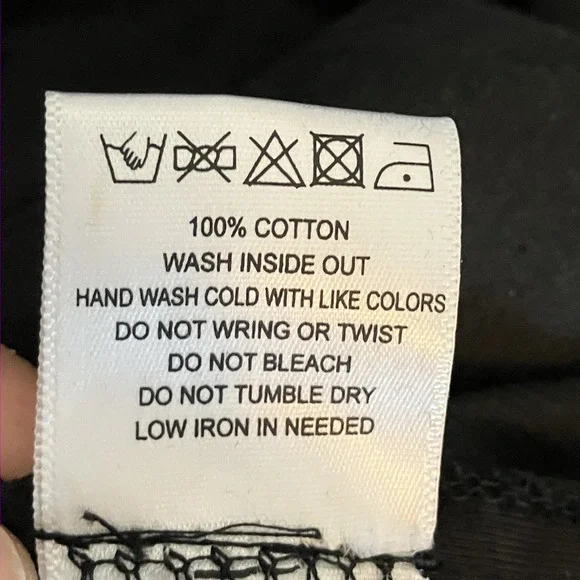 100% COTTON
WASH INSIDE OUT
HAND WASH COLD WITH LIKE COLORS
DO NOT WRING OR TWIST
DO NOT BLEACH
DO NOT TUMBLE DRY
LOW IRON IN NEEDED